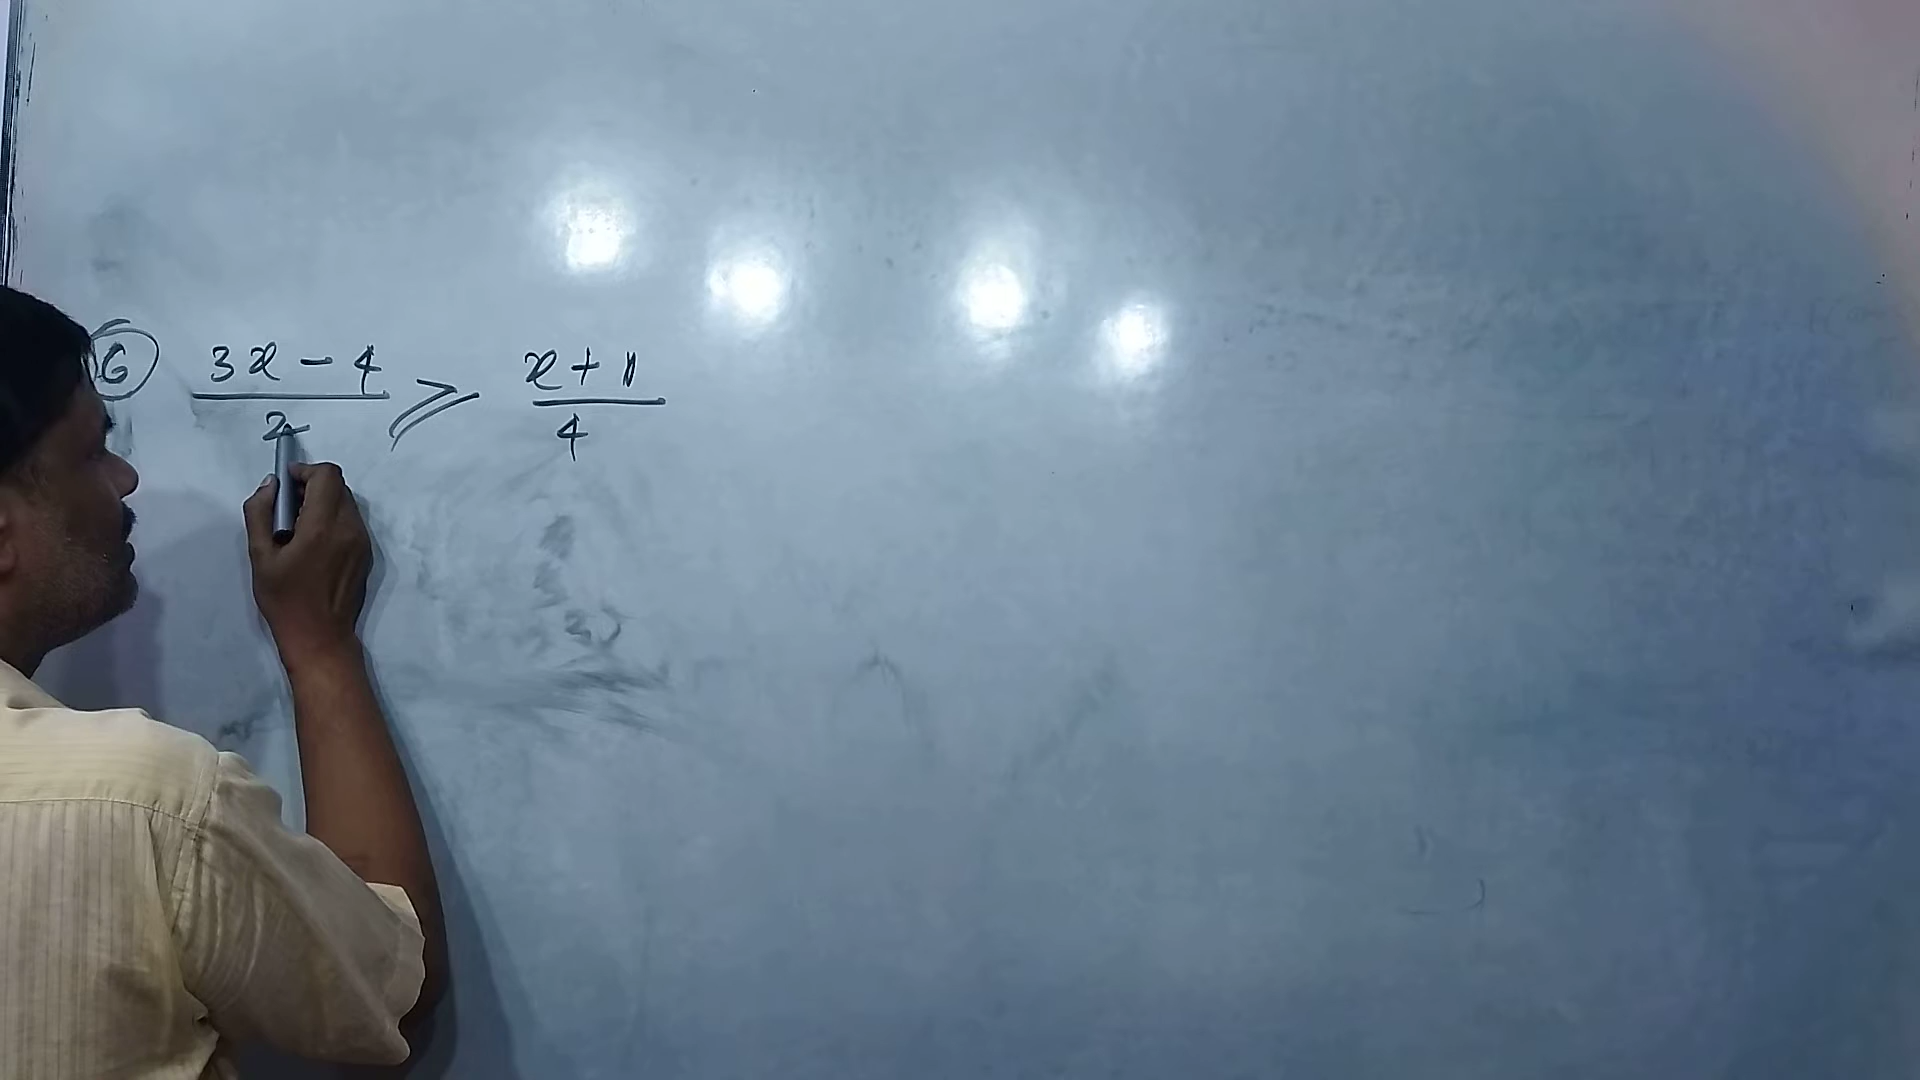 6 3x - 4 / 2 ≥ x + 1 / 4